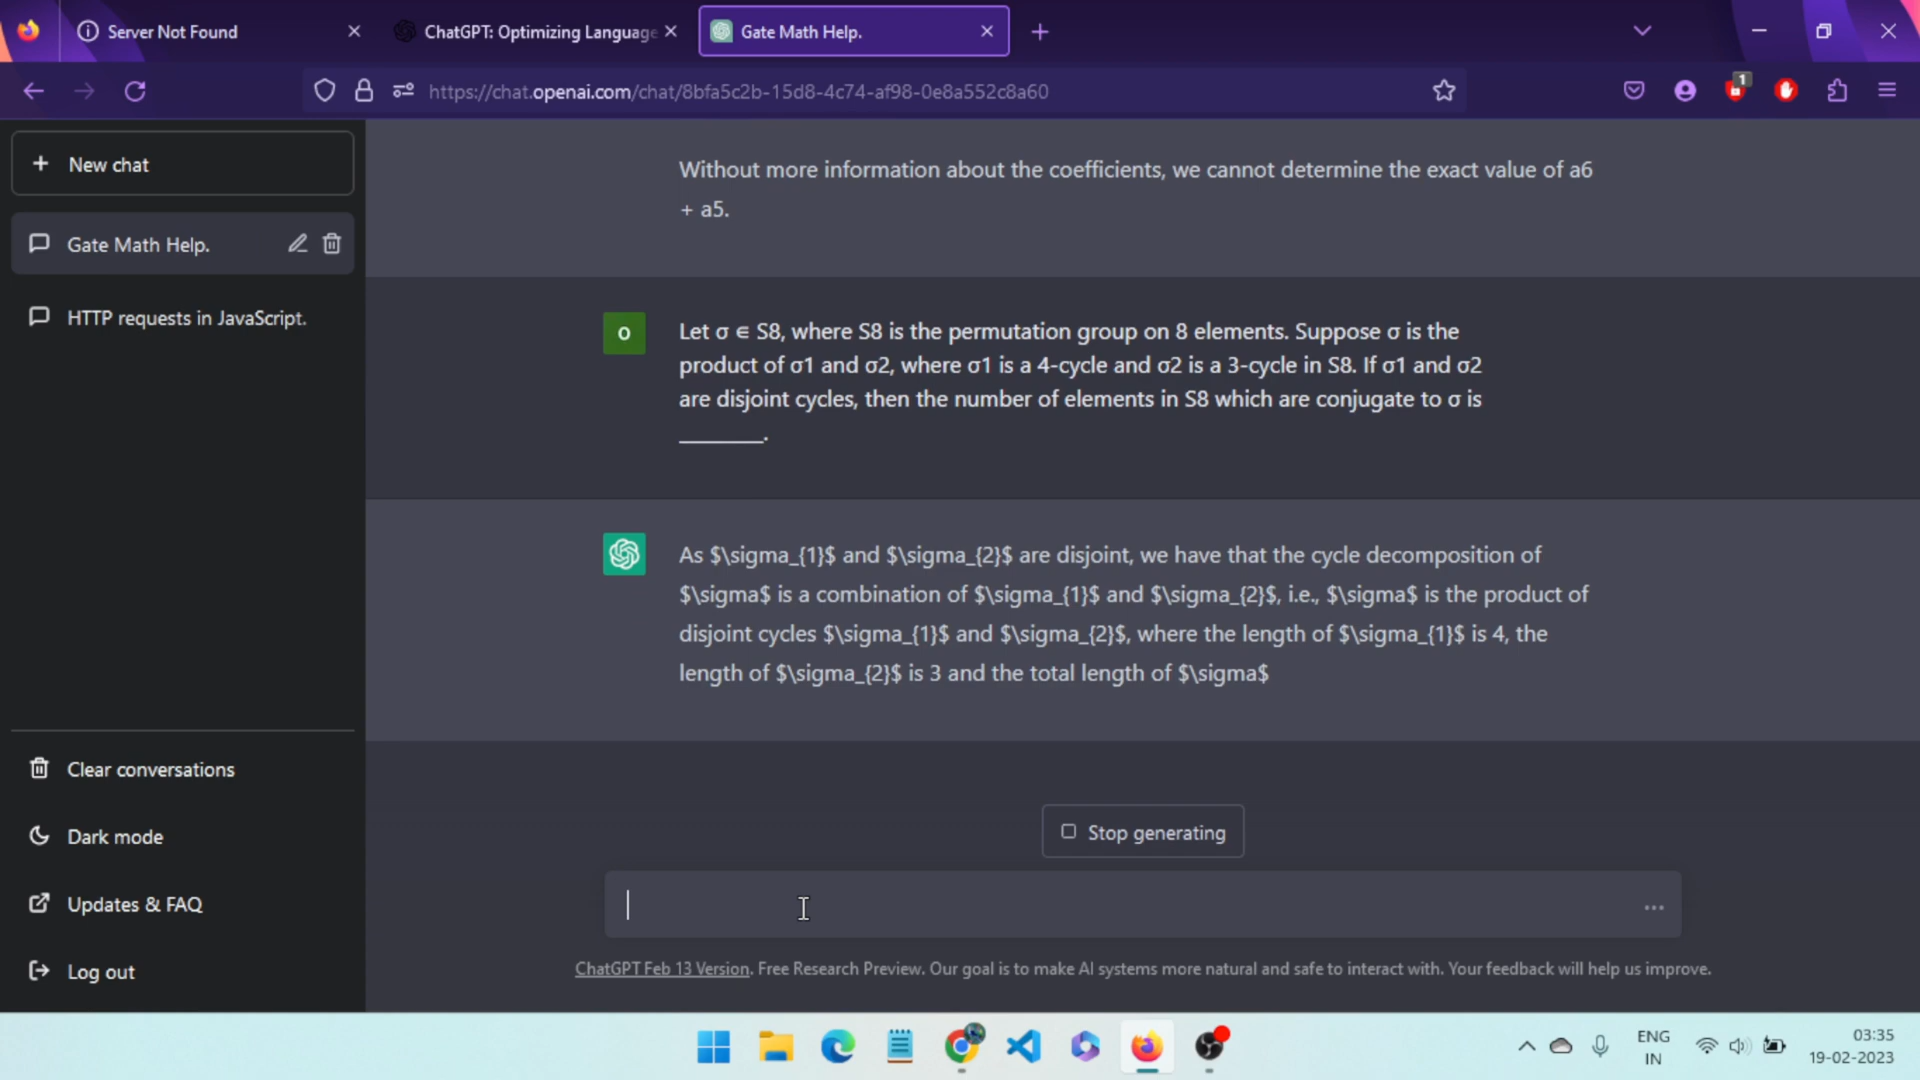 Server Not Found
ChatGPT: Optimizing Language
Gate Math Help.
https://chat.openai.com/chat/8bfa5c2b-15d8-4c74-af98-0e8a552c8a60
1
New chat
Gate Math Help.
HTTP requests in JavaScript.
Clear conversations
Dark mode
Updates & FAQ
Log out
Without more information about the coefficients, we cannot determine the exact value of a6
+ a5.
O
Let σ ∈ S8, where S8 is the permutation group on 8 elements. Suppose σ is the
product of σ1 and σ2, where σ1 is a 4-cycle and σ2 is a 3-cycle in S8. If σ1 and σ2
are disjoint cycles, then the number of elements in S8 which are conjugate to σ is
________.
As $\sigma_{1}$ and $\sigma_{2}$ are disjoint, we have that the cycle decomposition of
$\sigma$ is a combination of $\sigma_{1}$ and $\sigma_{2}$, i.e., $\sigma$ is the product of
disjoint cycles $\sigma_{1}$ and $\sigma_{2}$, where the length of $\sigma_{1}$ is 4, the
length of $\sigma_{2}$ is 3 and the total length of $\sigma$
Stop generating
ChatGPT Feb 13 Version. Free Research Preview. Our goal is to make AI systems more natural and safe to interact with. Your feedback will help us improve.
ENG
IN
03:35
19-02-2023